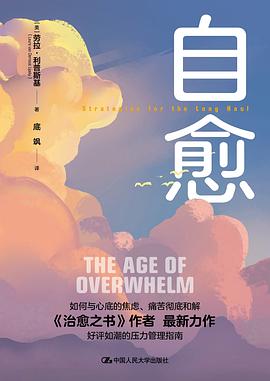 自愈
Strategies for the Long Haul
[美] 劳拉·利普斯基
著
底飒
译
THE AGE OF
OVERWHELM
如何与心底的焦虑、痛苦彻底和解
《治愈之书》作者 最新力作
好评如潮的压力管理指南
中国人民大学出版社